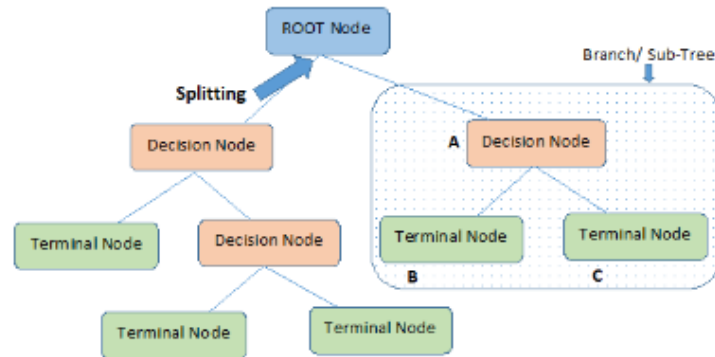 ROOT Node
Branch/ Sub-Tree
Splitting
Decision Node
A
Decision Node
Terminal Node
Decision Node
Terminal Node
Terminal Node
B
C
Terminal Node
Terminal Node